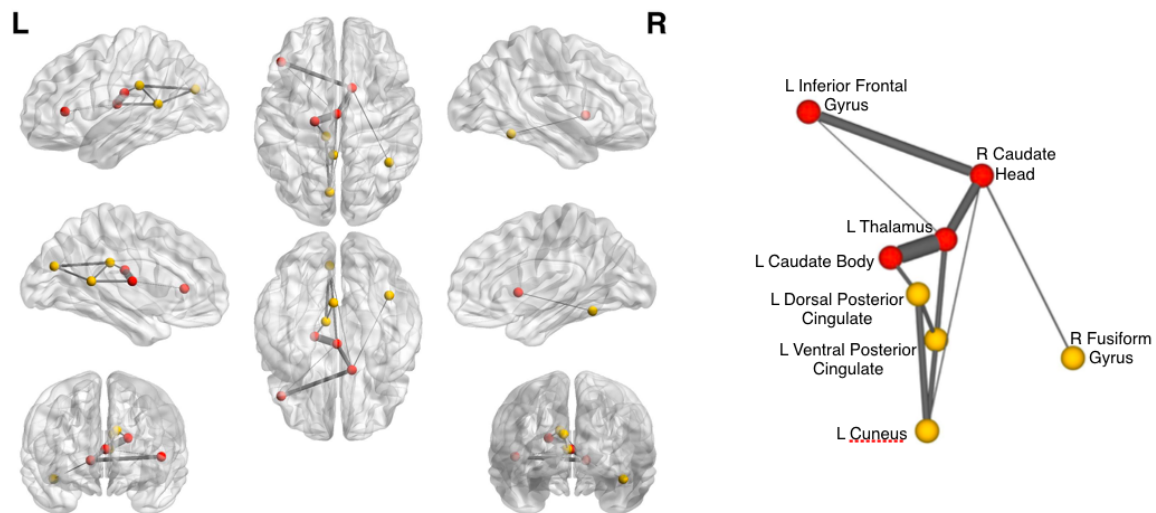 L
R
L Inferior Frontal
Gyrus
R Caudate
Head
L Thalamus
L Caudate Body
L Dorsal Posterior
Cingulate
L Ventral Posterior
Cingulate
R Fusiform
Gyrus
L Cuneus